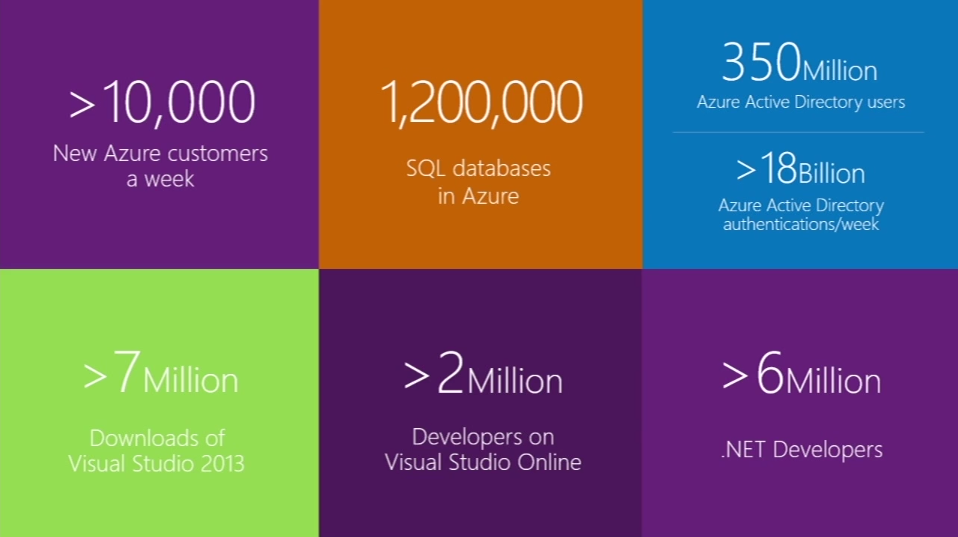 >10,000
New Azure customers
a week
1,200,000
SQL databases
in Azure
350Million
Azure Active Directory users
>18Billion
Azure Active Directory
authentications/week
>7Million
Downloads of
Visual Studio 2013
>2Million
Developers on
Visual Studio Online
>6Million
.NET Developers